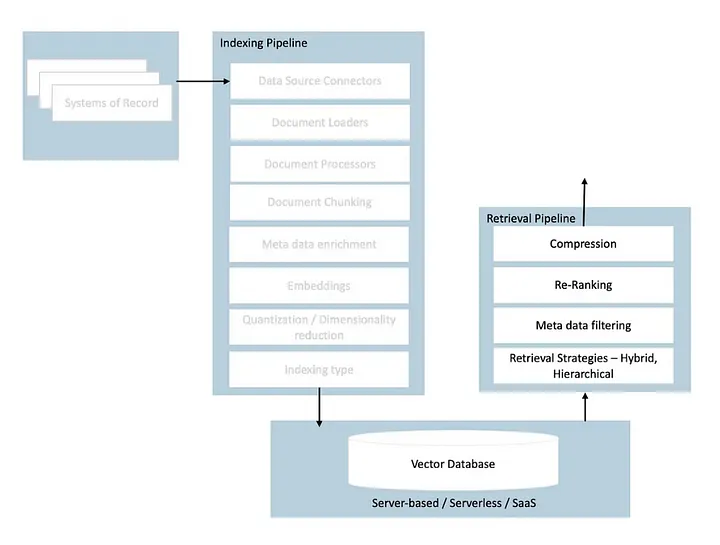 Systems of Record
Indexing Pipeline
Data Source Connectors
Document Loaders
Document Processors
Document Chunking
Meta data enrichment
Embeddings
Quantization / Dimensionality
reduction
Indexing type
Retrieval Pipeline
Compression
Re-Ranking
Meta data filtering
Retrieval Strategies – Hybrid,
Hierarchical
Vector Database
Server-based / Serverless / SaaS